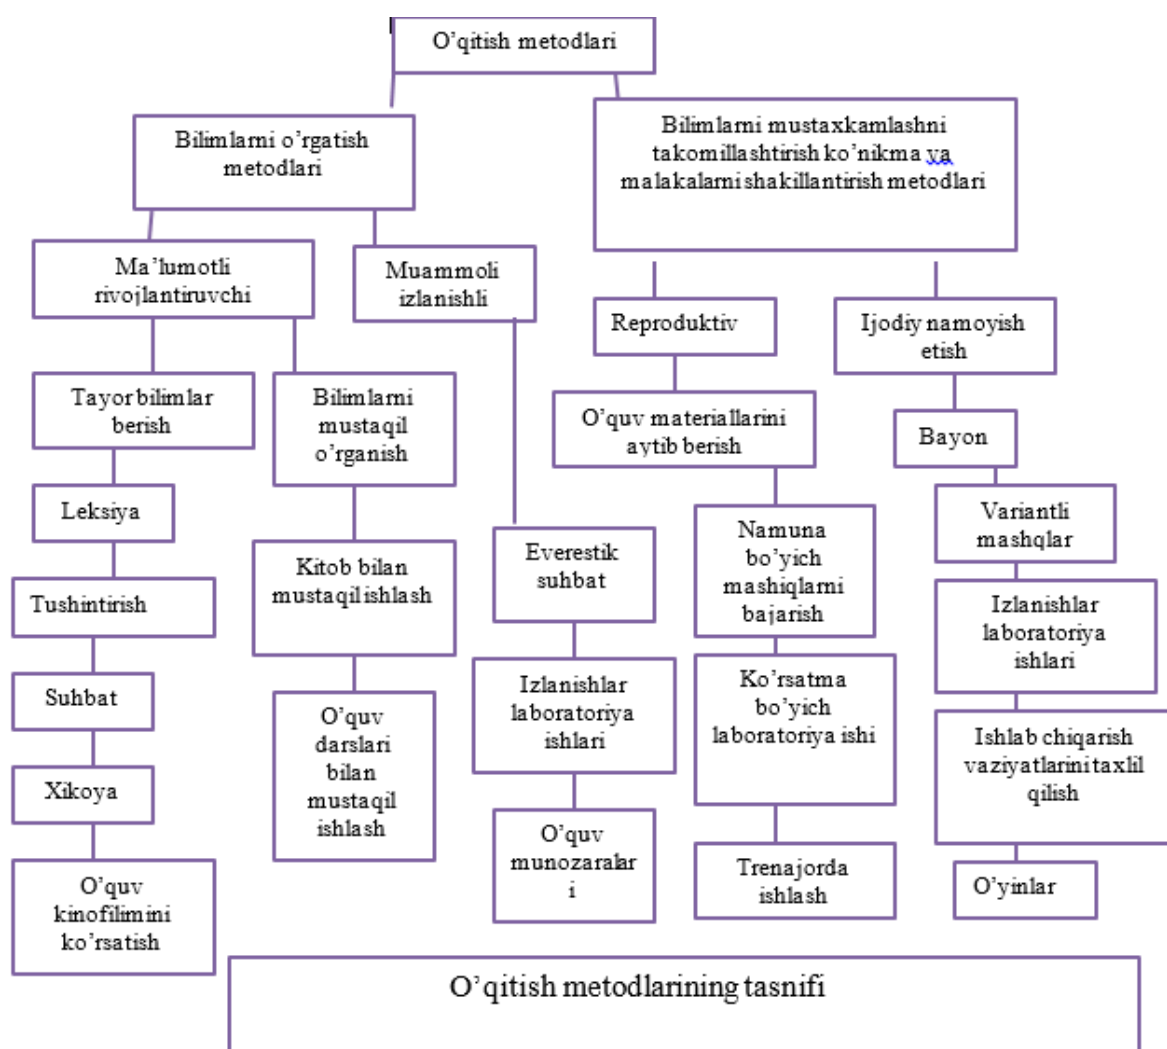 O’qitish metodlari
Bilimlarni o’rgatish
metodlari
Bilimlarni mustaxkamlashni
takomillashtirish ko’nikma va
malakalarni shakillantirish metodlari
Ma’lumotli
rivojlantiruvchi
Muammoli
izlanishli
Reproduktiv
Ijodiy namoyish
etish
Tayor bilimlar
berish
Bilimlarni
mustaqil
o’rganish
O’quv materiallarini
aytib berish
Bayon
Leksiya
Kitob bilan
mustaqil ishlash
Everestik
suhbat
Namuna
bo’yich
mashiqlarni
bajarish
Variantli
mashqlar
Tushintirish
Izlanishlar
laboratoriya
ishlari
Suhbat
O’quv
darslari
bilan
mustaqil
ishlash
Izlanishlar
laboratoriya
ishlari
Ko’rsatma
bo’yich
laboratoriya ishi
Ishlab chiqarish
vaziyatlarini taxlil
qilish
Xikoya
O’quv
munozaralar
i
Trenajorda
ishlash
O’yinlar
O’quv
kinofilimini
ko’rsatish
O’qitish metodlarining tasnifi